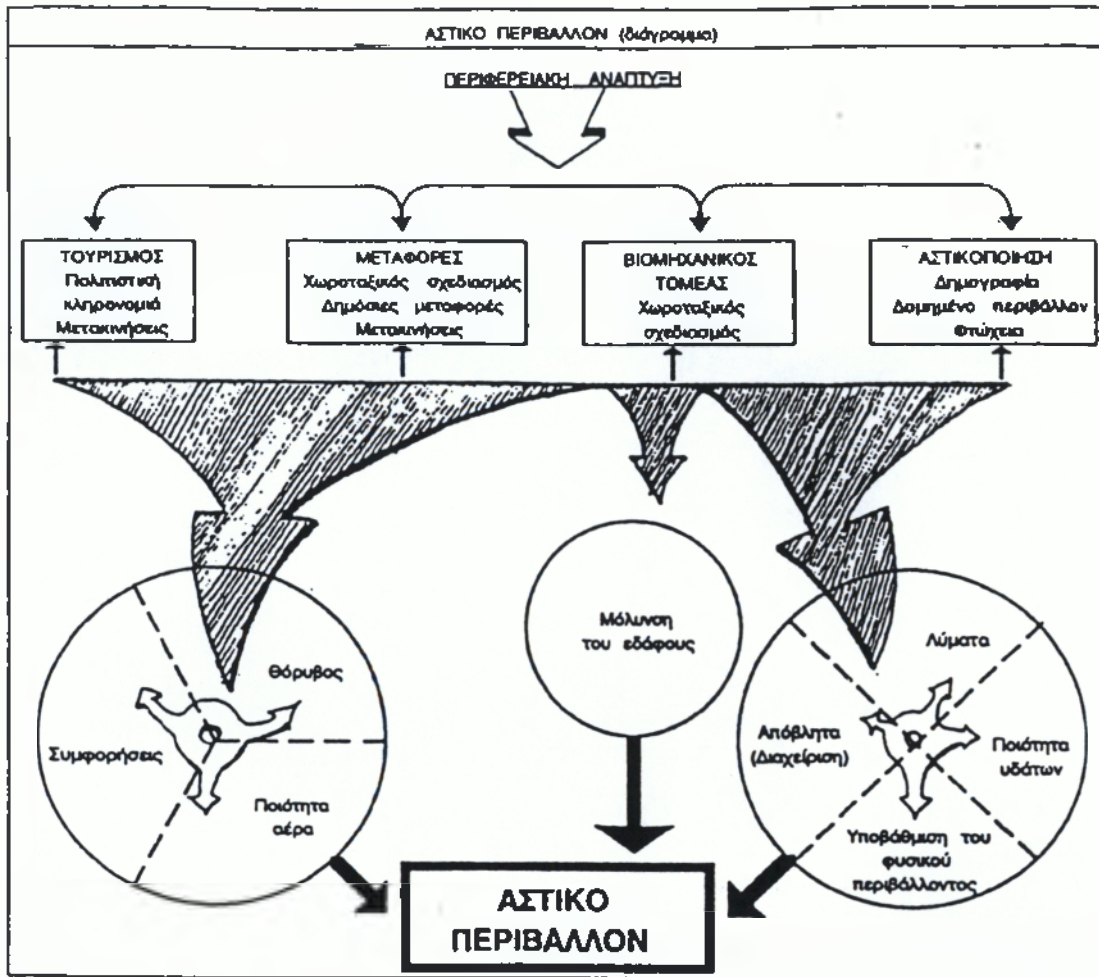 ΑΣΤΙΚΟ ΠΕΡΙΒΑΛΛΟΝ (διάγραμμα)
ΠΕΡΙΦΕΡΕΙΑΚΗ ΑΝΑΠΤΥΞΗ
ΤΟΥΡΙΣΜΟΣ
Πολιτιστική
κληρονομιά
Μετακινήσεις
ΜΕΤΑΦΟΡΕΣ
Χωροταξικός σχεδιασμός
Δημόσιες μεταφορές
Μετακινήσεις
ΒΙΟΜΗΧΑΝΙΚΟΣ
ΤΟΜΕΑΣ
Χωροταξικός
σχεδιασμός
ΑΣΤΙΚΟΠΟΙΗΣΗ
Δημογραφία
Δομημένο περιβάλλον
Φτώχτεια
Θόρυβος
Συμφορήσεις
Ποιότητα
αέρα
Μόλυνση
του εδάφους
Λύματα
Απόβλητα
(Διαχείριση)
Ποιότητα
υδάτων
Υποβάθμιση του
φυσικού
περιβάλλοντος
ΑΣΤΙΚΟ
ΠΕΡΙΒΑΛΛΟΝ